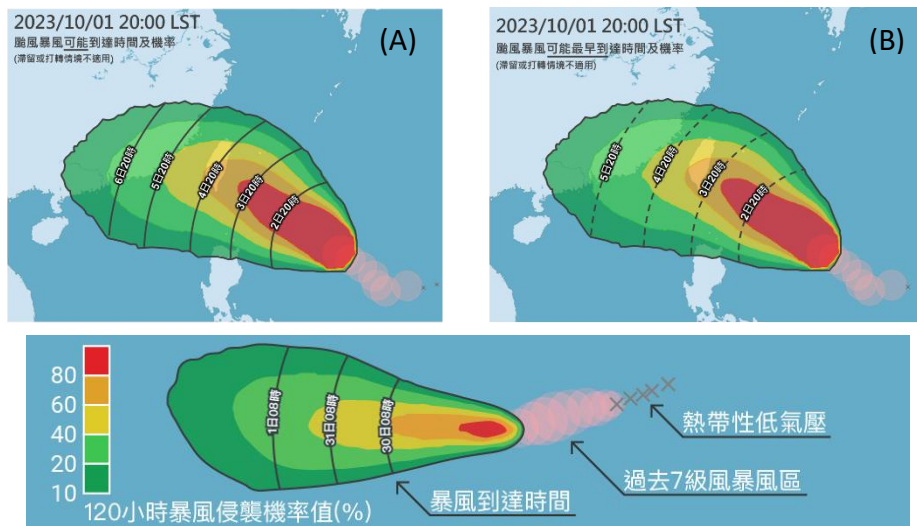 2023/10/01 20:00 LST
颱風暴風可能到達時間及機率
(滯留或打轉情境不適用)
(A)
6日20時
5日20時
4日20時
3日20時
2日20時
2023/10/01 20:00 LST
颱風暴風可能最早到達時間及機率
(滯留或打轉情境不適用)
(B)
5日20時
4日20時
3日20時
2日20時
80
60
40
20
10
1日08時
31日08時
30日08時
熱帶性低氣壓
過去7級風暴風區
暴風到達時間
120小時暴風侵襲機率值(%)